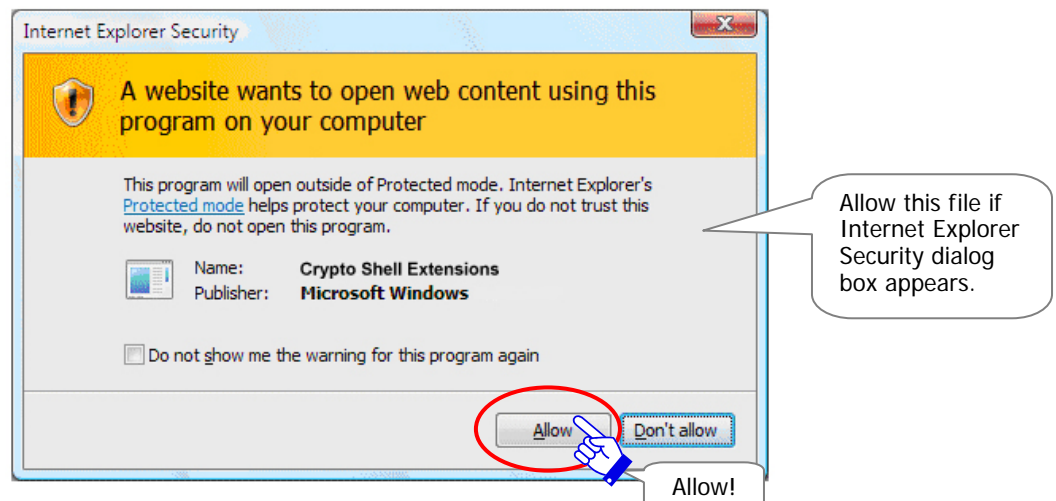 Internet Explorer Security
A website wants to open web content using this
program on your computer
This program will open outside of Protected mode. Internet Explorer's
Protected mode helps protect your computer. If you do not trust this
website, do not open this program.
Name: Crypto Shell Extensions
Publisher: Microsoft Windows
Do not show me the warning for this program again
Allow
Don't allow
Allow this file if
Internet Explorer
Security dialog
box appears.
Allow!